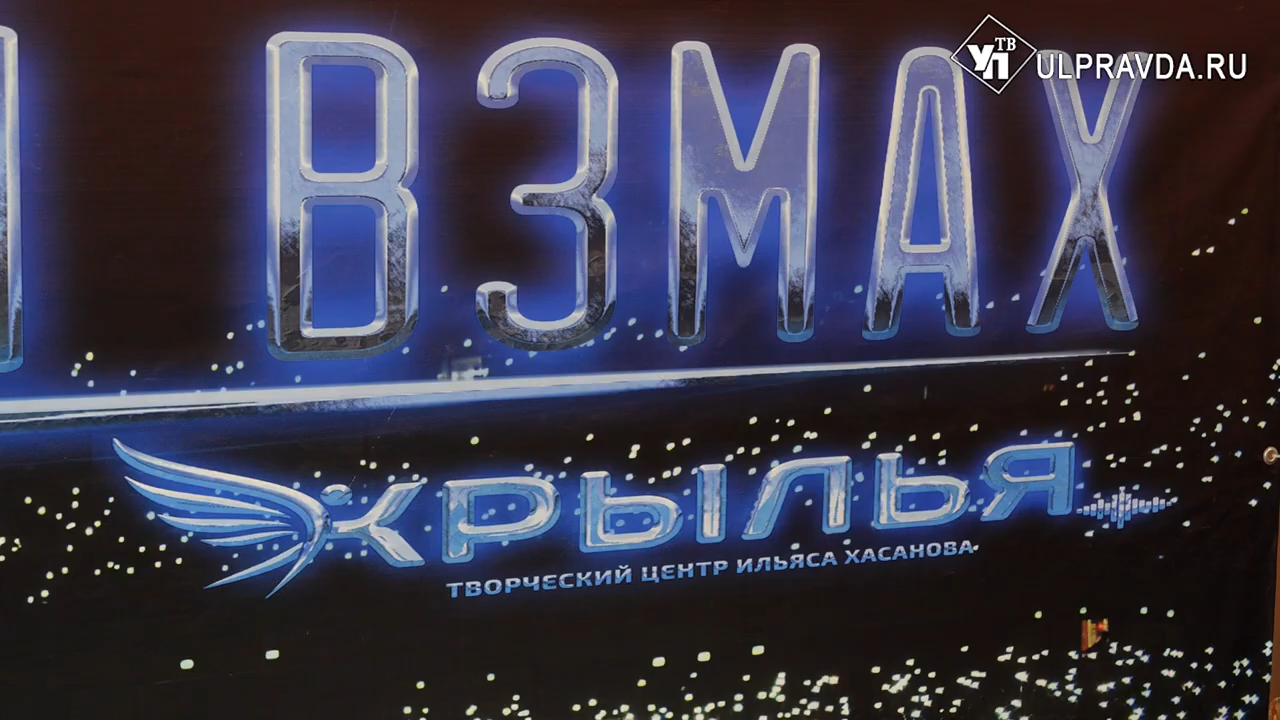 УП ТВ ULPRAVDA.RU
ВЗМАХ
КРЫЛЬЯ
ТВОРЧЕСКИЙ ЦЕНТР ИЛЬЯСА ХАСАНОВА